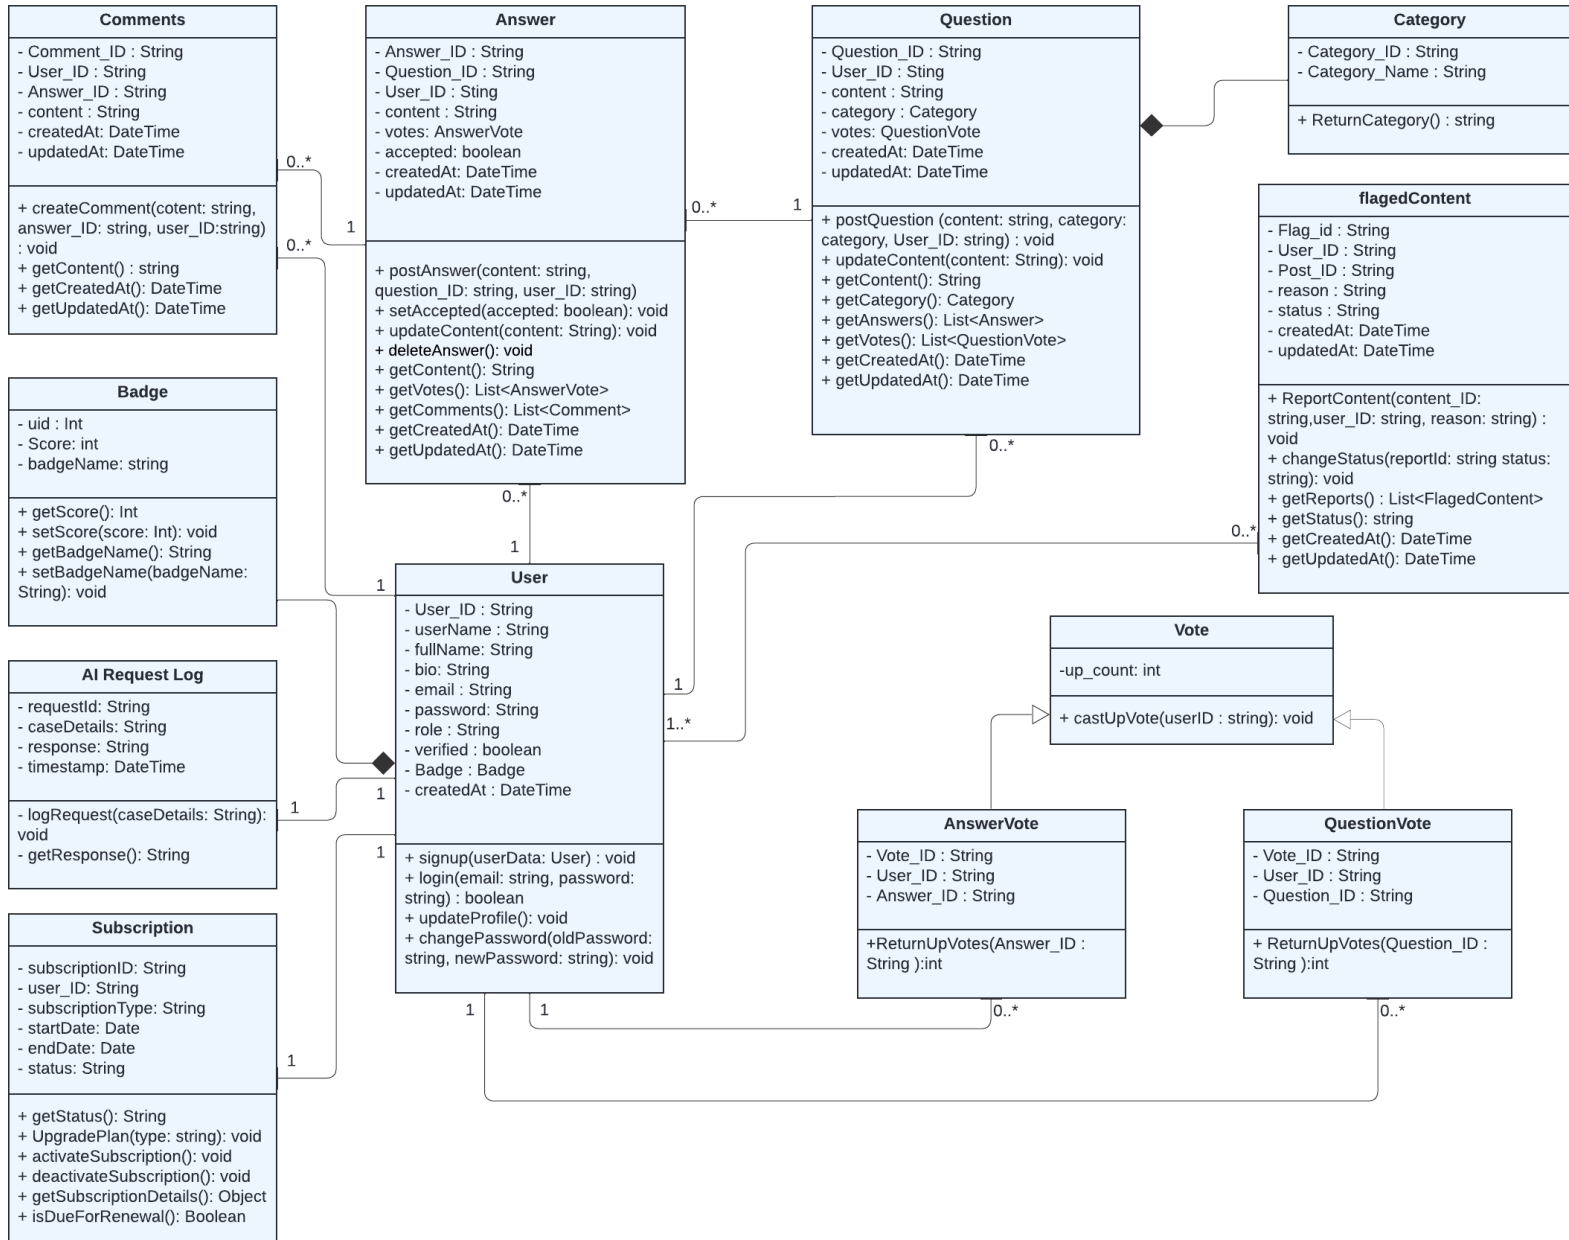 Comments
- Comment_ID : String
- User_ID : String
- Answer_ID : String
- content : String
- createdAt: DateTime
- updatedAt: DateTime
+ createComment(cotent: string,
answer_ID: string, user_ID:string)
: void
+ getContent() : string
+ getCreatedAt(): DateTime
+ getUpdatedAt(): DateTime
0..*
1
0..*
1
Answer
- Answer_ID : String
- Question_ID : String
- User_ID : Sting
- content : String
- votes: AnswerVote
- accepted: boolean
- createdAt: DateTime
- updatedAt: DateTime
+ postAnswer(content: string,
question_ID: string, user_ID: string)
+ setAccepted(accepted: boolean): void
+ updateContent(content: String): void
+ deleteAnswer(): void
+ getContent(): String
+ getVotes(): List<AnswerVote>
+ getComments(): List<Comment>
+ getCreatedAt(): DateTime
+ getUpdatedAt(): DateTime
0..*
1
0..*
1
Question
- Question_ID : String
- User_ID : Sting
- content : String
- category : Category
- votes: QuestionVote
- createdAt: DateTime
- updatedAt: DateTime
+ postQuestion (content: string, category:
category, User_ID: string) : void
+ updateContent(content: String): void
+ getContent(): String
+ getCategory(): Category
+ getAnswers(): List<Answer>
+ getVotes(): List<QuestionVote>
+ getCreatedAt(): DateTime
+ getUpdatedAt(): DateTime
0..*
1
Category
- Category_ID : String
- Category_Name : String
+ ReturnCategory() : string
flagedContent
- Flag_id : String
- User_ID : String
- Post_ID : String
- reason : String
- status : String
- createdAt: DateTime
- updatedAt: DateTime
+ ReportContent(content_ID:
string,user_ID: string, reason: string) :
void
+ changeStatus(reportId: string status:
string): void
+ getReports() : List<FlagedContent>
+ getStatus(): string
+ getCreatedAt(): DateTime
+ getUpdatedAt(): DateTime
0..*
1..*
Badge
- uid : Int
- Score: int
- badgeName: string
+ getScore(): Int
+ setScore(score: Int): void
+ getBadgeName(): String
+ setBadgeName(badgeName:
String): void
User
- User_ID : String
- userName : String
- fullName: String
- bio: String
- email : String
- password: String
- role : String
- verified : boolean
- Badge : Badge
- createdAt : DateTime
+ signup(userData: User) : void
+ login(email: string, password:
string) : boolean
+ updateProfile(): void
+ changePassword(oldPassword:
string, newPassword: string): void
Vote
-up_count: int
+ castUpVote(userID : string): void
AI Request Log
- requestId: String
- caseDetails: String
- response: String
- timestamp: DateTime
- logRequest(caseDetails: String):
void
- getResponse(): String
1
1
1
AnswerVote
- Vote_ID : String
- User_ID : String
- Answer_ID : String
+ReturnUpVotes(Answer_ID :
String ):int
QuestionVote
- Vote_ID : String
- User_ID : String
- Question_ID : String
+ ReturnUpVotes(Question_ID :
String ):int
Subscription
- subscriptionID: String
- user_ID: String
- subscriptionType: String
- startDate: Date
- endDate: Date
- status: String
+ getStatus(): String
+ UpgradePlan(type: string): void
+ activateSubscription(): void
+ deactivateSubscription(): void
+ getSubscriptionDetails(): Object
+ isDueForRenewal(): Boolean
1
1
1
0..*
0..*